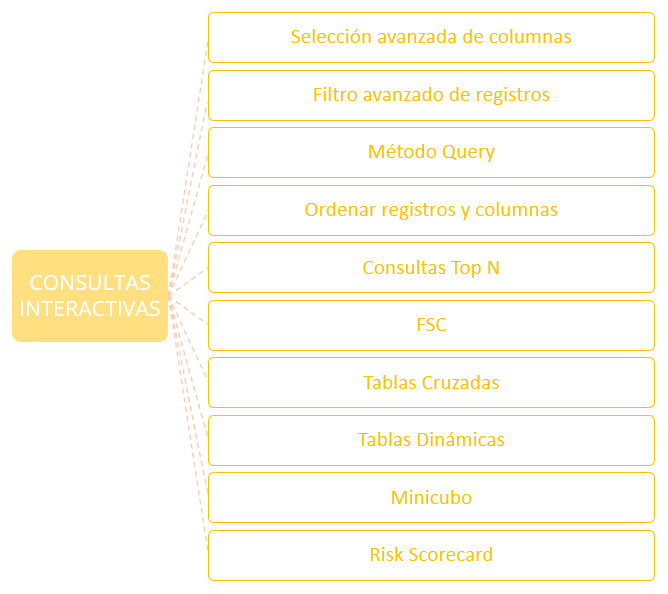 Selección avanzada de columnas
Filtro avanzado de registros
Método Query
Ordenar registros y columnas
CONSULTAS
INTERACTIVAS
Consultas Top N
FSC
Tablas Cruzadas
Tablas Dinámicas
Minicubo
Risk Scorecard